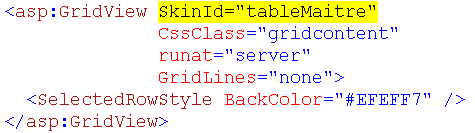 <asp:GridView SkinId="tableMaitre"
CssClass="gridcontent"
runat="server"
GridLines="none">
<SelectedRowStyle BackColor="#EFEFF7" />
</asp:GridView>